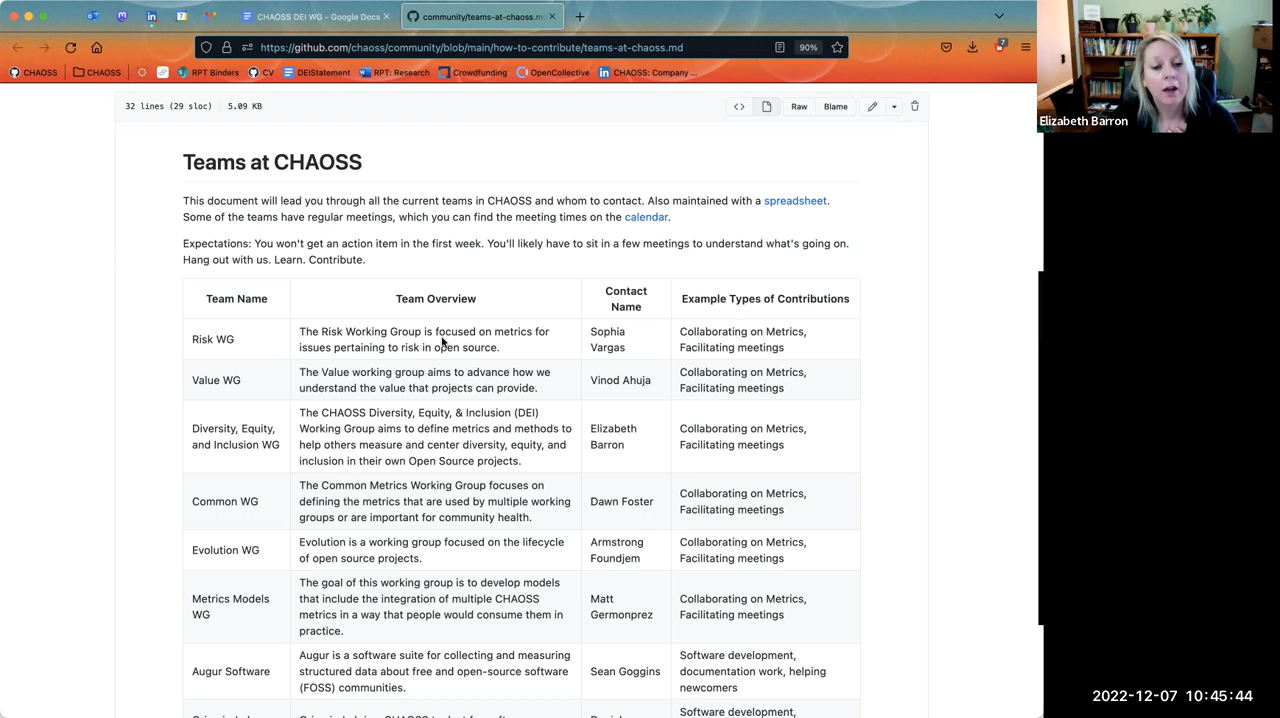 CHAOSS DEI WG - Google Docs
community/teams-at-chaoss.m
https://github.com/chaoss/community/blob/main/how-to-contribute/teams-at-chaoss.md
90%
7
CHAOSS
CHAOSS
RPT Binders
CV
DEIStatement
RPT: Research
Crowdfunding
OpenCollective
CHAOSS: Company ...
Elizabeth Barron
32 lines (29 sloc)
5.09 KB
Raw
Blame
Teams at CHAOSS
This document will lead you through all the current teams in CHAOSS and whom to contact. Also maintained with a spreadsheet.
Some of the teams have regular meetings, which you can find the meeting times on the calendar.
Expectations: You won't get an action item in the first week. You'll likely have to sit in a few meetings to understand what's going on.
Hang out with us. Learn. Contribute.
Team Name
Team Overview
Contact
Name
Example Types of Contributions
Risk WG
The Risk Working Group is focused on metrics for
issues pertaining to risk in open source.
Sophia
Vargas
Collaborating on Metrics,
Facilitating meetings
Value WG
The Value working group aims to advance how we
understand the value that projects can provide.
Vinod Ahuja
Collaborating on Metrics,
Facilitating meetings
Diversity, Equity,
and Inclusion WG
The CHAOSS Diversity, Equity, & Inclusion (DEI)
Working Group aims to define metrics and methods to
help others measure and center diversity, equity, and
inclusion in their own Open Source projects.
Elizabeth
Barron
Collaborating on Metrics,
Facilitating meetings
Common WG
The Common Metrics Working Group focuses on
defining the metrics that are used by multiple working
groups or are important for community health.
Dawn Foster
Collaborating on Metrics,
Facilitating meetings
Evolution WG
Evolution is a working group focused on the lifecycle
of open source projects.
Armstrong
Foundjem
Collaborating on Metrics,
Facilitating meetings
Metrics Models
WG
The goal of this working group is to develop models
that include the integration of multiple CHAOSS
metrics in a way that people would consume them in
practice.
Matt
Germonprez
Collaborating on Metrics,
Facilitating meetings
Augur Software
Augur is a software suite for collecting and measuring
structured data about free and open-source software
(FOSS) communities.
Sean Goggins
Software development,
documentation work, helping
newcomers
Software development,
2022-12-07 10:45:44